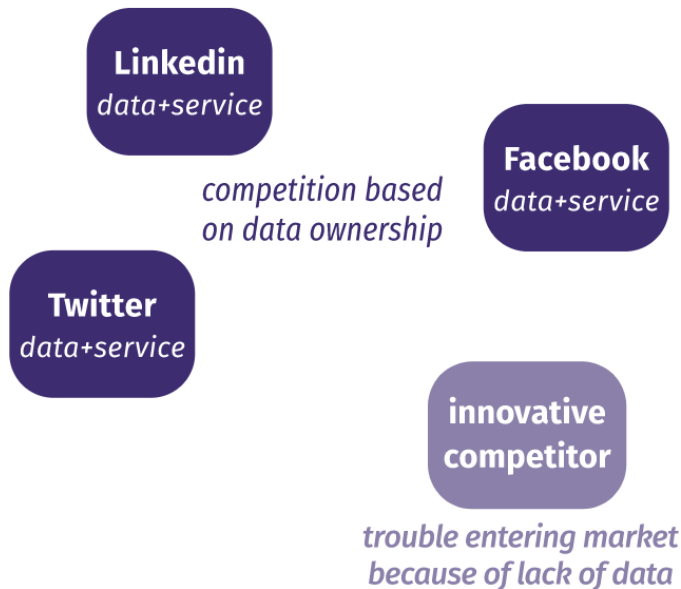 Linkedin
data+service
Facebook
data+service
competition based
on data ownership
Twitter
data+service
innovative
competitor
trouble entering market
because of lack of data